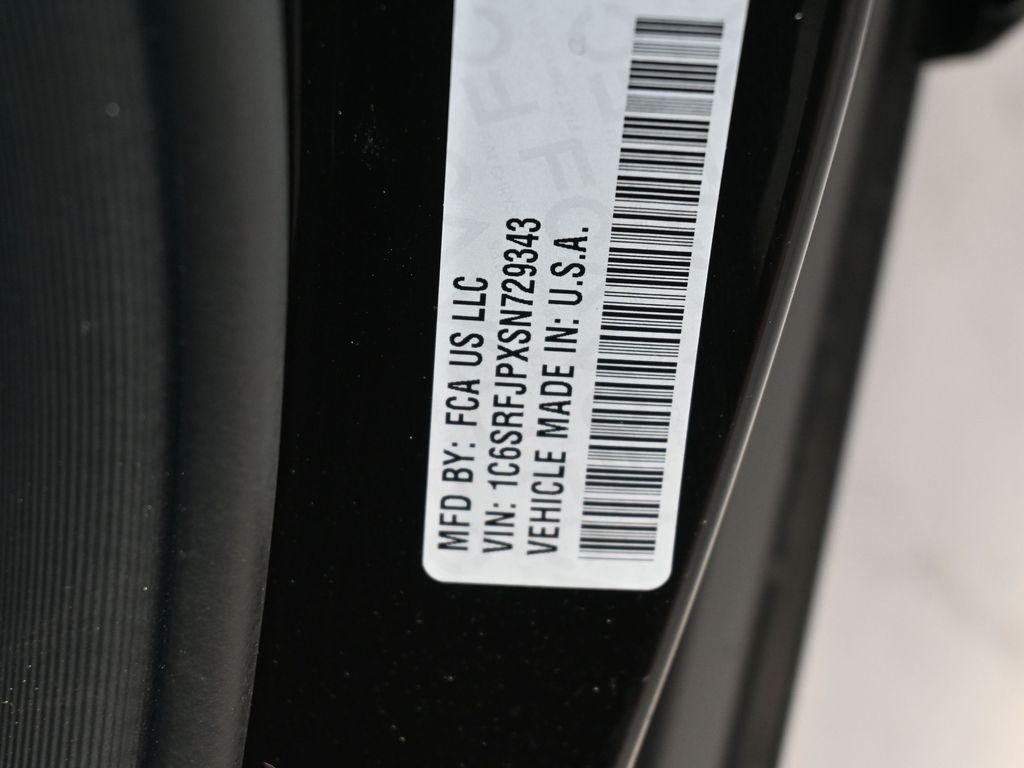 MFD BY: FCA US LLC
VIN: 1C6SRFJPXSN729343
VEHICLE MADE IN: U.S.A.